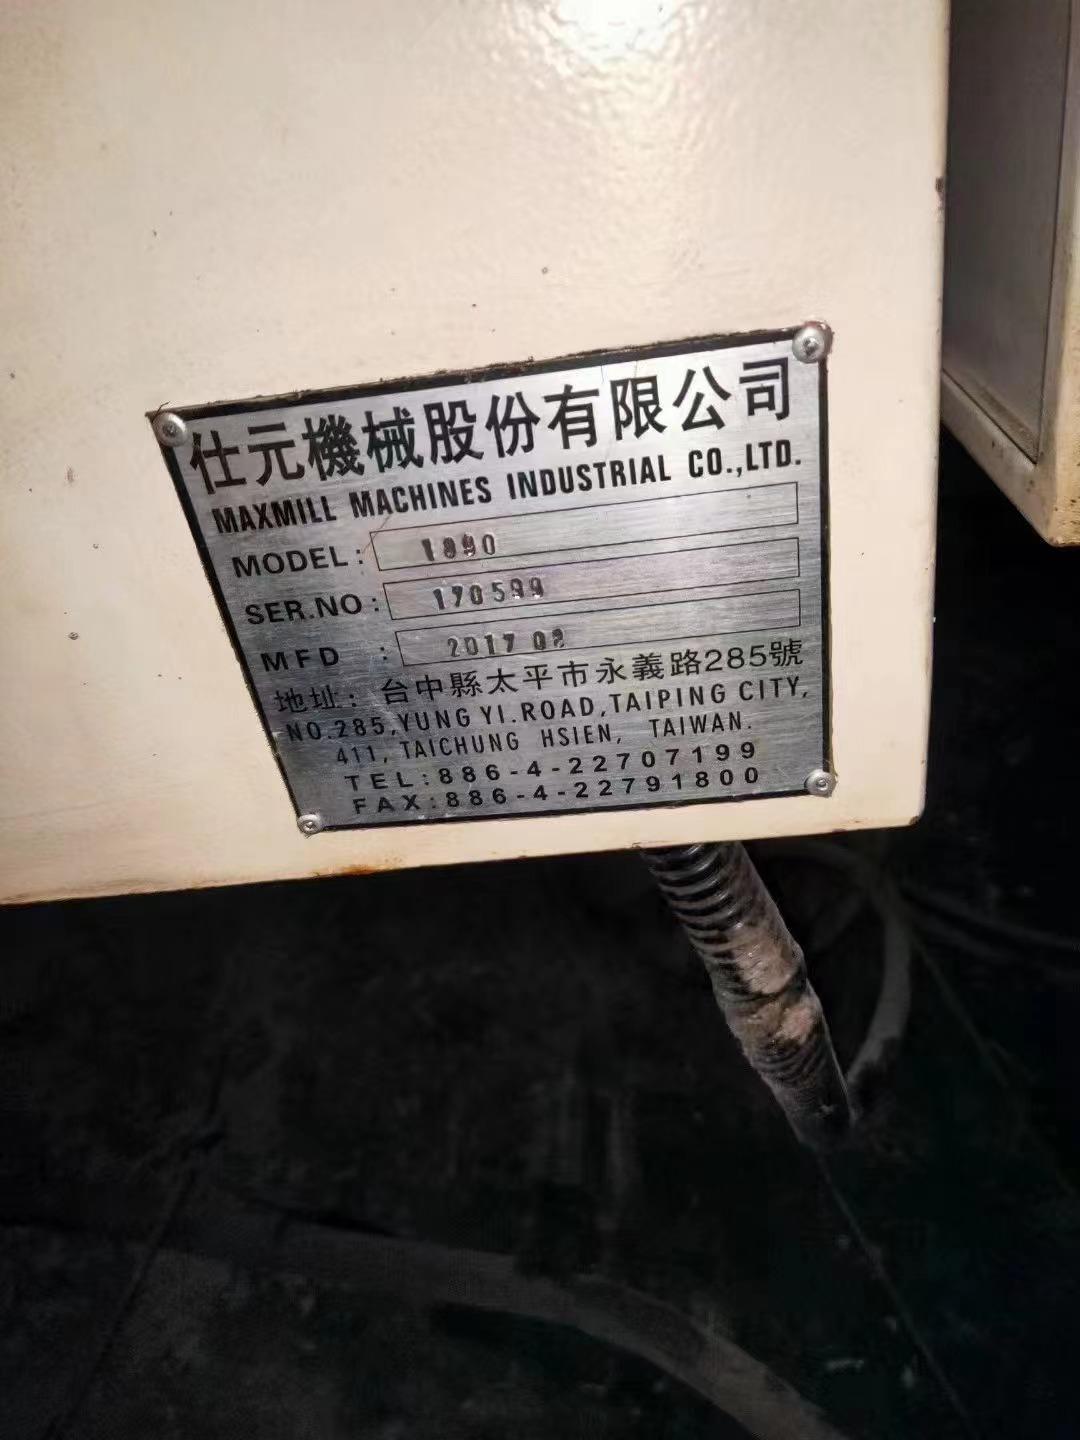 仕元機械股份有限公司
MAXMILL MACHINES INDUSTRIAL CO.,LTD.
MODEL: 1890
SER.NO: 170599
MFD : 2017 08
地址: 台中縣太平市永義路285號
NO.285,YUNG YI.ROAD,TAIPING CITY,
411, TAICHUNG HSIEN, TAIWAN.
TEL:886-4-22707199
FAX:886-4-22791800